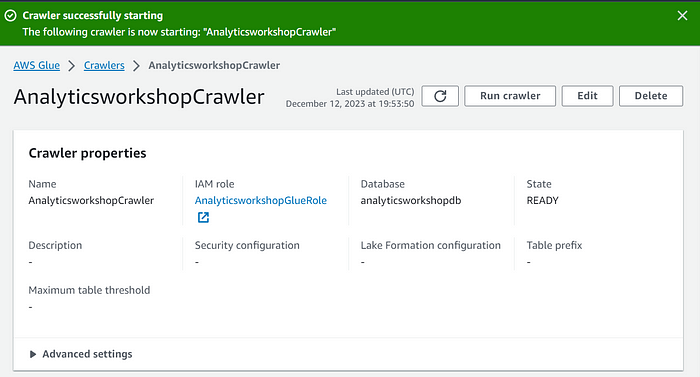 Crawler successfully starting
The following crawler is now starting: "AnalyticsworkshopCrawler"
AWS Glue > Crawlers > AnalyticsworkshopCrawler
AnalyticsworkshopCrawler
Last updated (UTC)
December 12, 2023 at 19:53:50
Run crawler
Edit
Delete
Crawler properties
Name
AnalyticsworkshopCrawler
IAM role
AnalyticsworkshopGlueRole
Database
analyticsworkshopdb
State
READY
Description
-
Security configuration
-
Lake Formation configuration
-
Table prefix
-
Maximum table threshold
-
Advanced settings